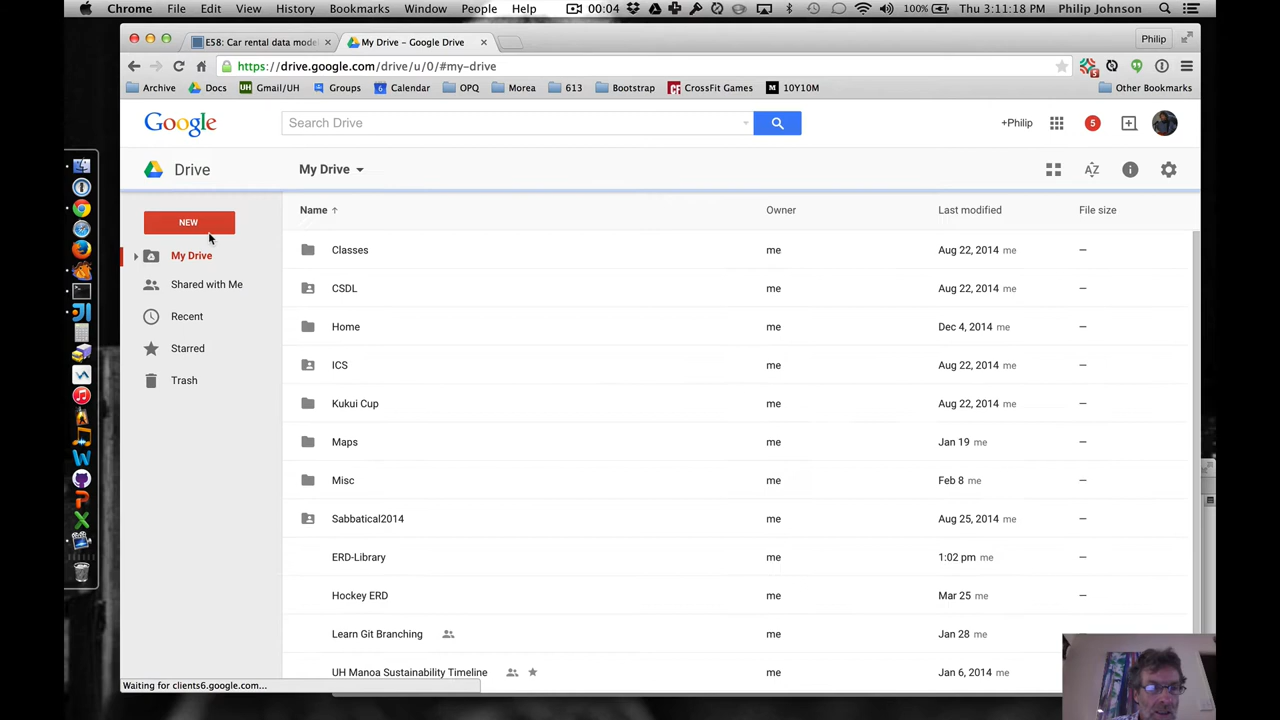 Chrome File Edit View History Bookmarks Window People Help 00:04 100% Thu 3:11:18 PM Philip Johnson
E58: Car rental data mode × My Drive – Google Drive × Philip
https://drive.google.com/drive/u/0/#my-drive 5
Archive Docs UH Gmail/UH Groups 6 Calendar OPQ Morea 613 Bootstrap CF CrossFit Games M 10Y10M Other Bookmarks
Google Search Drive +Philip 5
Drive My Drive AZ
NEW Name ↑ Owner Last modified File size
My Drive Classes me Aug 22, 2014 me —
Shared with Me CSDL me Aug 22, 2014 me —
Recent Home me Dec 4, 2014 me —
Starred ICS me Aug 22, 2014 me —
Trash Kukui Cup me Aug 22, 2014 me —
Maps me Jan 19 me —
Misc me Feb 8 me —
Sabbatical2014 me Aug 25, 2014 me —
ERD-Library me 1:02 pm me —
Hockey ERD me Mar 25 me —
Learn Git Branching me Jan 28 me —
UH Manoa Sustainability Timeline me Jan 6, 2014 me —
Waiting for clients6.google.com...